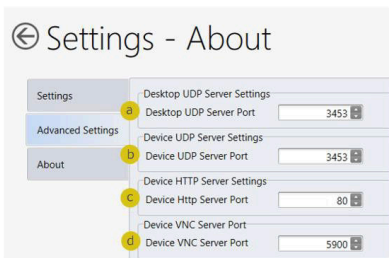 Settings - About
Settings
Advanced Settings
About
Desktop UDP Server Settings
a Desktop UDP Server Port 3453
Device UDP Server Settings
b Device UDP Server Port 3453
Device HTTP Server Settings
c Device Http Server Port 80
Device VNC Server Port
d Device VNC Server Port 5900